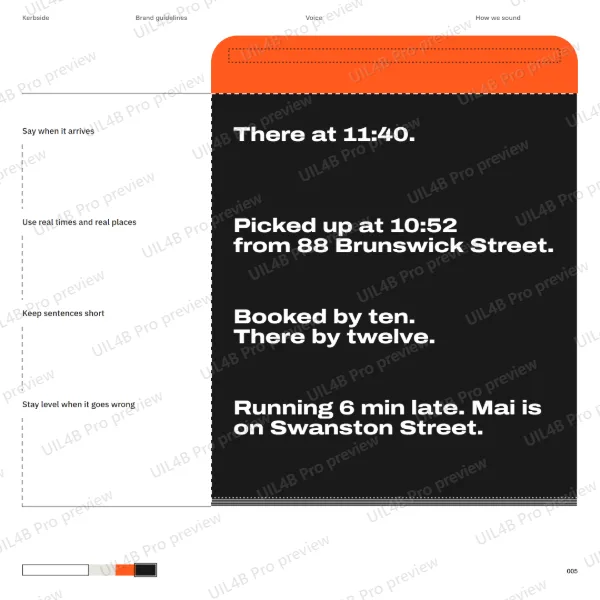 Kerbside
Brand guidelines
Voice
How we sound
Say when it arrives
There at 11:40.
Use real times and real places
Picked up at 10:52
from 88 Brunswick Street.
Keep sentences short
Booked by ten.
There by twelve.
Stay level when it goes wrong
Running 6 min late. Mai is
on Swanston Street.
005
UIL4B Pro preview